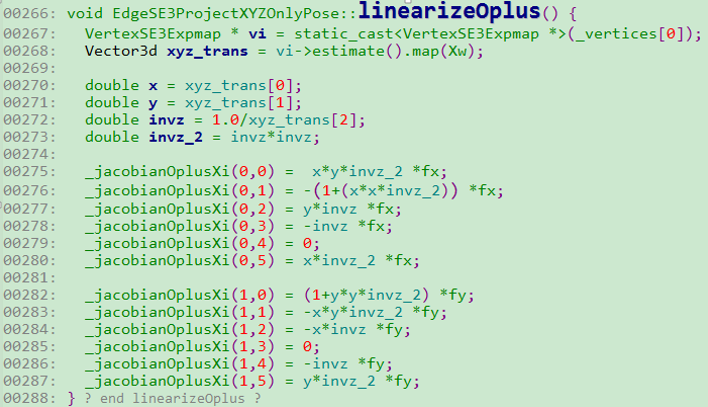 00266: void EdgeSE3ProjectXYZOnlyPose::linearizeOplus() {
00267:   VertexSE3Expmap * vi = static_cast<VertexSE3Expmap *>(_vertices[0]);
00268:   Vector3d xyz_trans = vi->estimate().map(Xw);
00269:
00270:   double x = xyz_trans[0];
00271:   double y = xyz_trans[1];
00272:   double invz = 1.0/xyz_trans[2];
00273:   double invz_2 = invz*invz;
00274:
00275:   _jacobianOplusXi(0,0) =  x*y*invz_2 *fx;
00276:   _jacobianOplusXi(0,1) = -(1+(x*x*invz_2)) *fx;
00277:   _jacobianOplusXi(0,2) = y*invz *fx;
00278:   _jacobianOplusXi(0,3) = -invz *fx;
00279:   _jacobianOplusXi(0,4) = 0;
00280:   _jacobianOplusXi(0,5) = x*invz_2 *fx;
00281:
00282:   _jacobianOplusXi(1,0) = (1+y*y*invz_2) *fy;
00283:   _jacobianOplusXi(1,1) = -x*y*invz_2 *fy;
00284:   _jacobianOplusXi(1,2) = -x*invz *fy;
00285:   _jacobianOplusXi(1,3) = 0;
00286:   _jacobianOplusXi(1,4) = -invz *fy;
00287:   _jacobianOplusXi(1,5) = y*invz_2 *fy;
00288: } ? end linearizeOplus ?